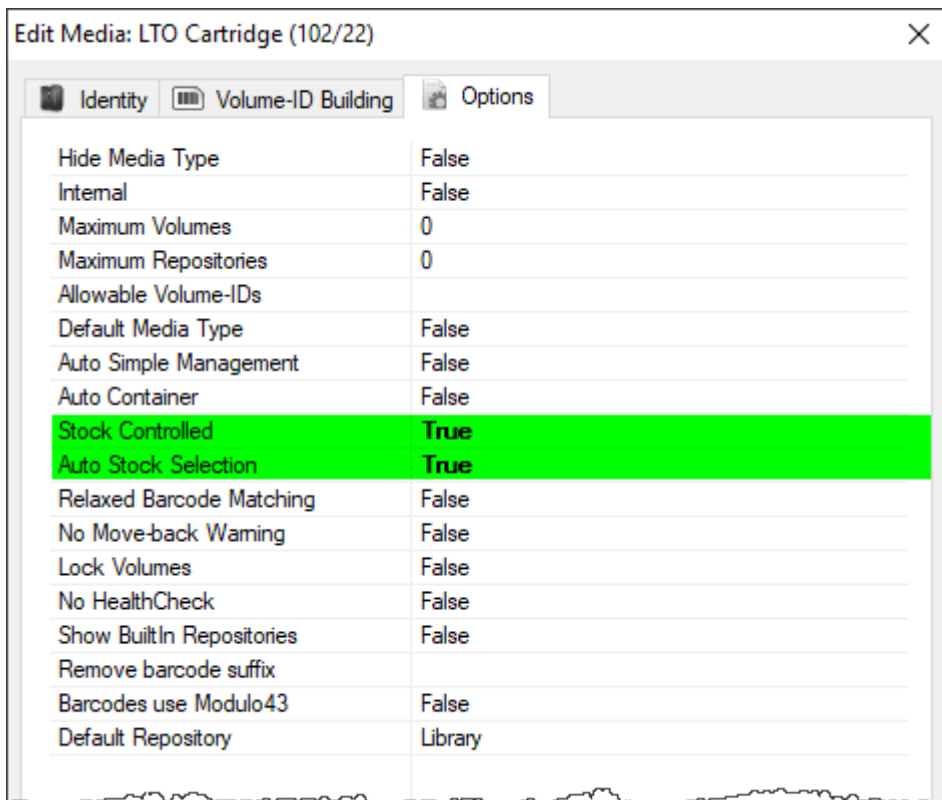 Edit Media: LTO Cartridge (102/22)
Identity Volume-ID Building Options
Hide Media Type False
Internal False
Maximum Volumes 0
Maximum Repositories 0
Allowable Volume-IDs
Default Media Type False
Auto Simple Management False
Auto Container False
Stock Controlled True
Auto Stock Selection True
Relaxed Barcode Matching False
No Move-back Warning False
Lock Volumes False
No HealthCheck False
Show BuiltIn Repositories False
Remove barcode suffix
Barcodes use Modulo43 False
Default Repository Library